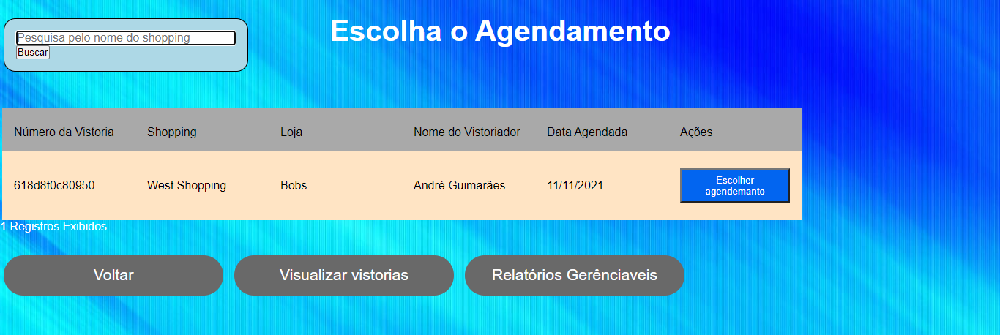 Escolha o Agendamento
Pesquisa pelo nome do shopping
Buscar
Número da Vistoria Shopping Loja Nome do Vistoriador Data Agendada Ações
618d8f0c80950 West Shopping Bobs André Guimarães 11/11/2021 Escolher
agendemanto
1 Registros Exibidos
Voltar Visualizar vistorias Relatórios Gerênciaveis